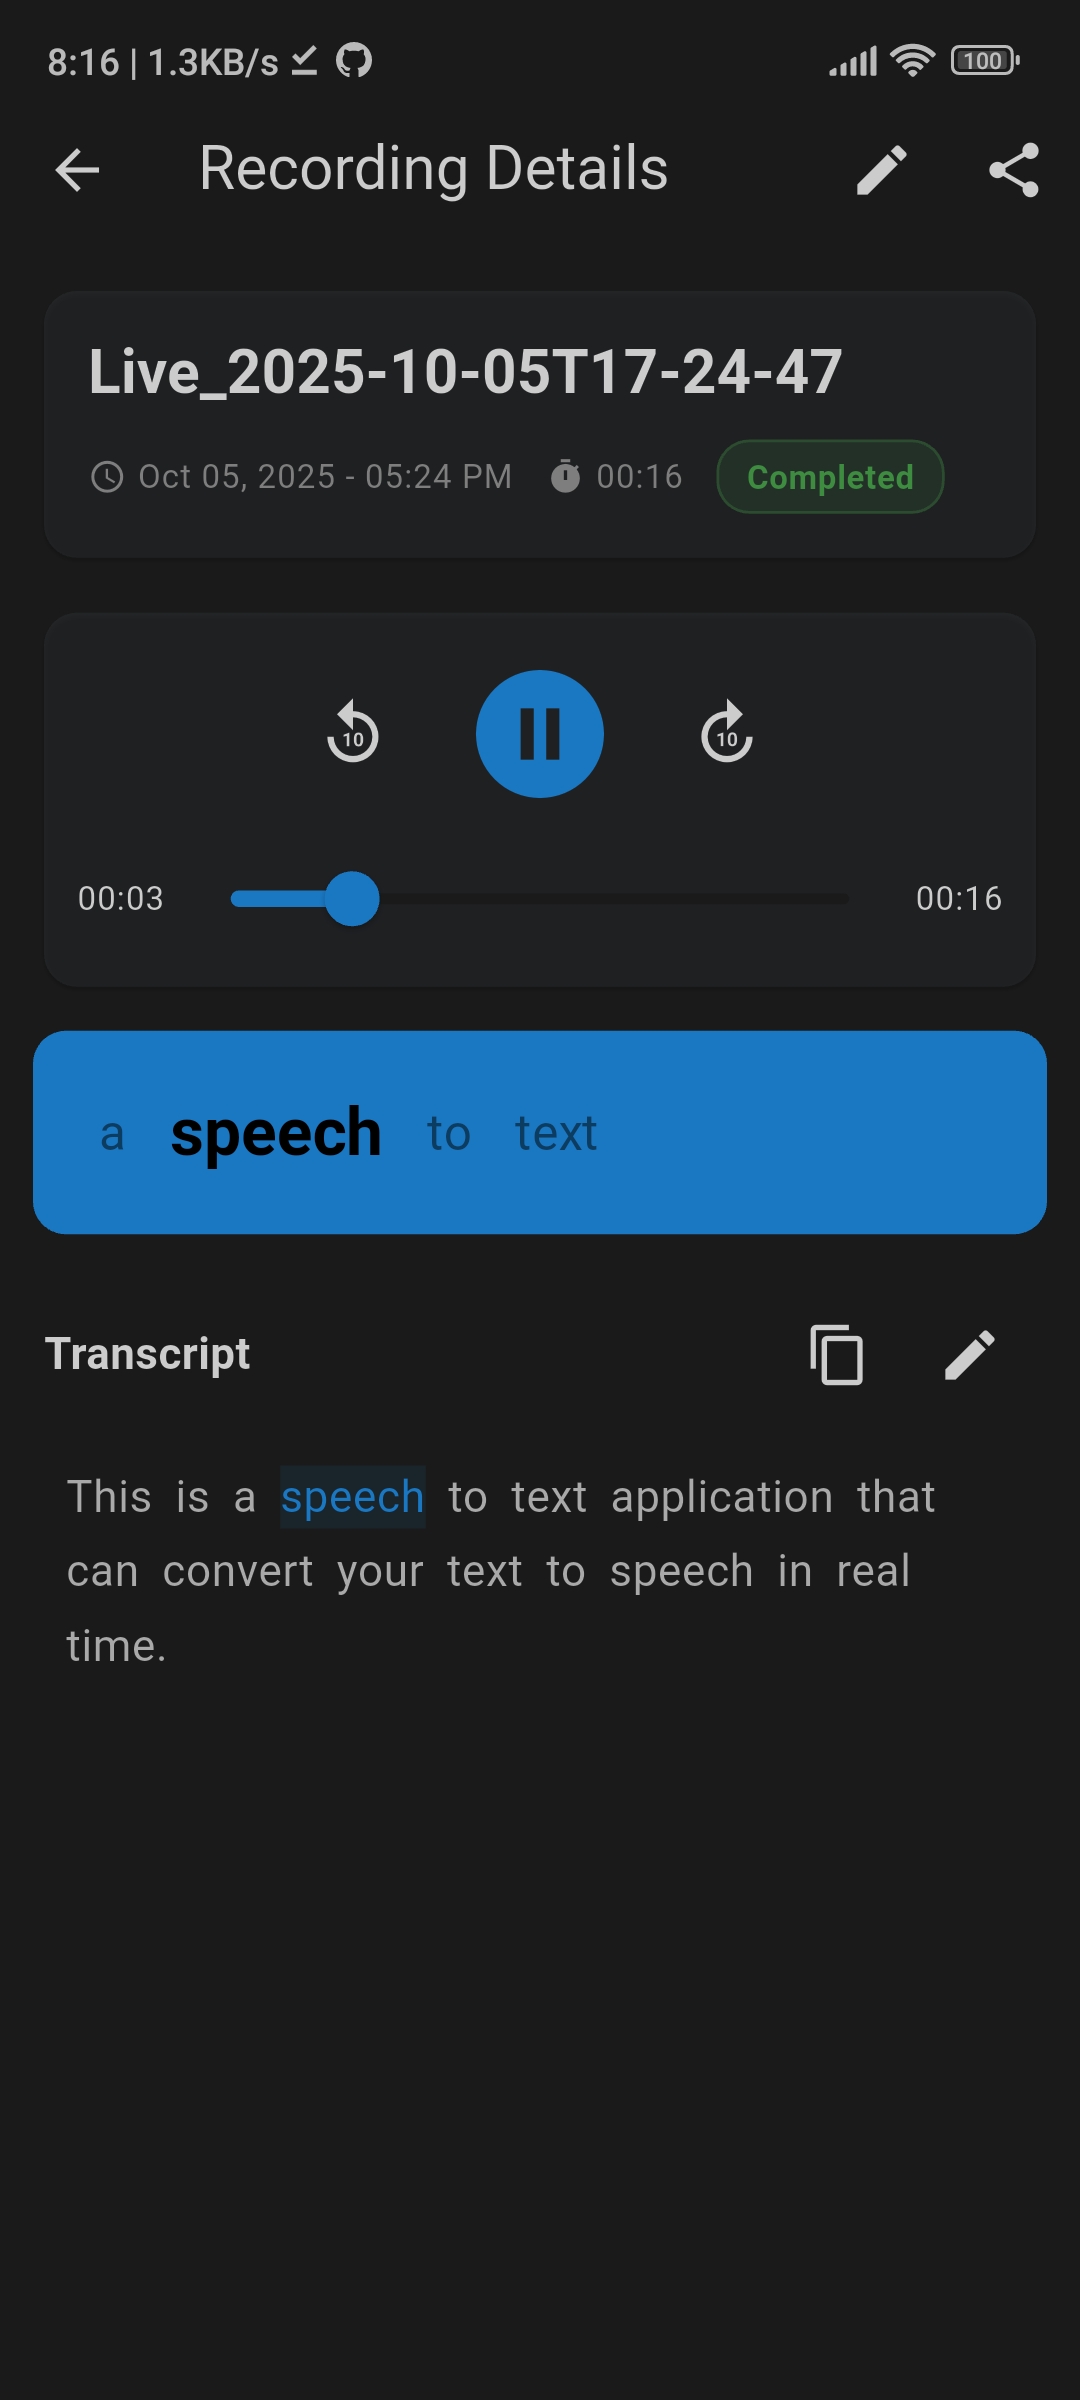 8:16 | 1.3KB/s
100
Recording Details
Live_2025-10-05T17-24-47
Oct 05, 2025 - 05:24 PM 00:16 Completed
10 10
00:03 00:16
a speech to text
Transcript
This is a speech to text application that
can convert your text to speech in real
time.